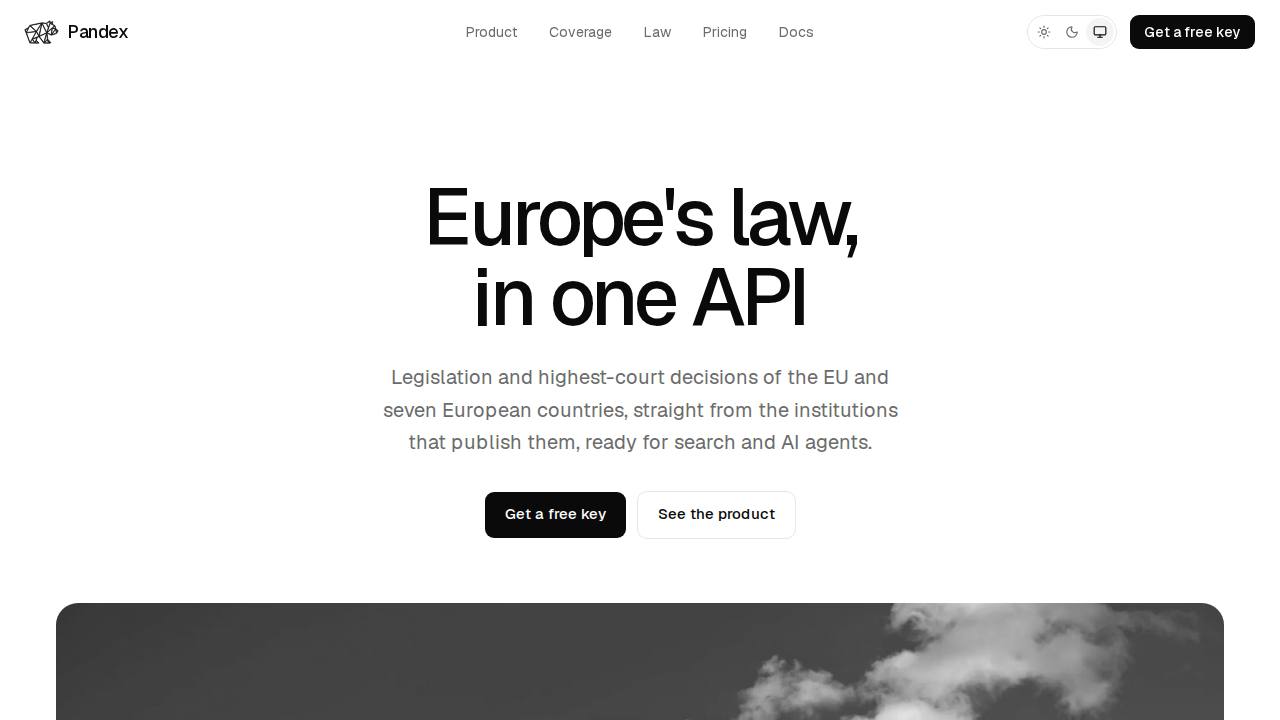 Pandex
Product
Coverage
Law
Pricing
Docs
Get a free key
Europe's law,
in one API
Legislation and highest-court decisions of the EU and
seven European countries, straight from the institutions
that publish them, ready for search and AI agents.
Get a free key
See the product